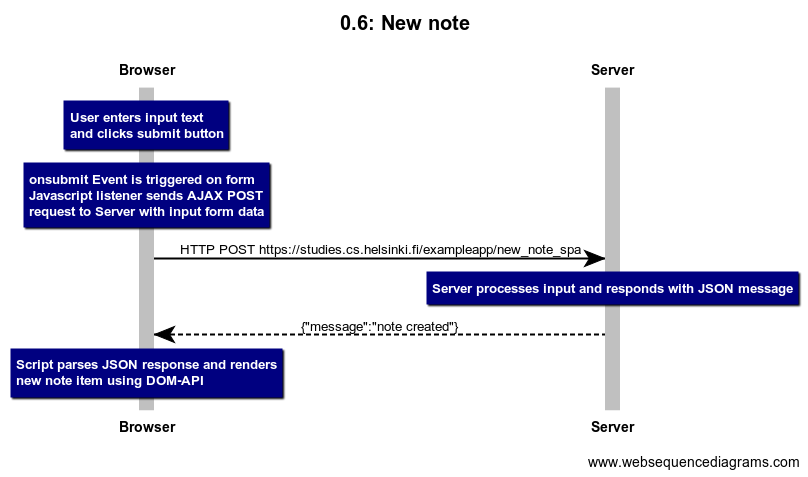 0.6: New note
Browser
Server
User enters input text
and clicks submit button
onsubmit Event is triggered on form
Javascript listener sends AJAX POST
request to Server with input form data
HTTP POST https://studies.cs.helsinki.fi/exampleapp/new_note_spa
Server processes input and responds with JSON message
{"message":"note created"}
Script parses JSON response and renders
new note item using DOM-API
Browser
Server
www.websequencediagrams.com